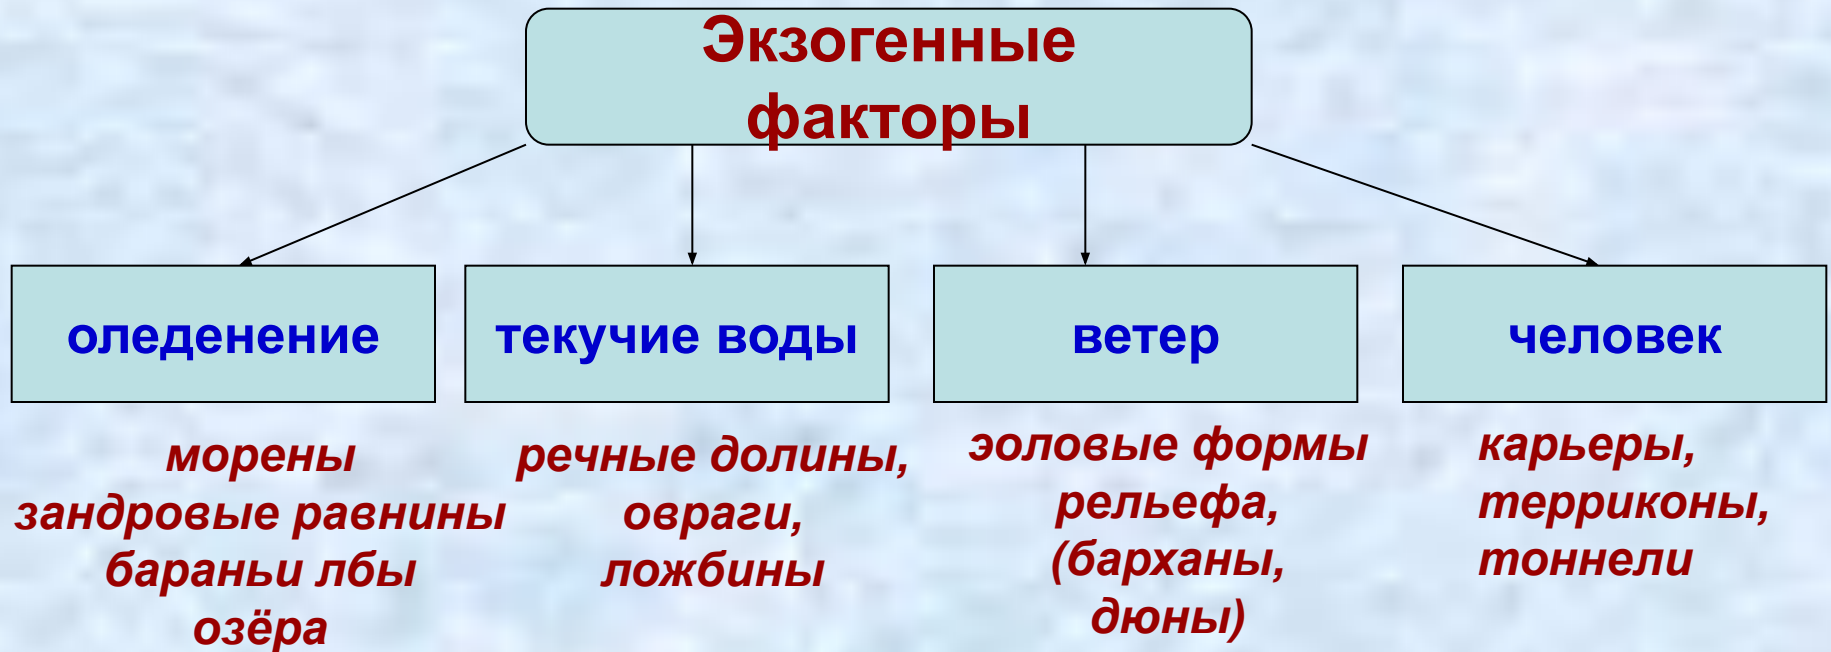 Экзогенные
факторы
оледенение
текучие воды
ветер
человек
морены
зандровые равнины
бараньи лбы
озёра
речные долины,
овраги,
ложбины
эоловые формы
рельефа,
(барханы,
дюны)
карьеры,
терриконы,
тоннели